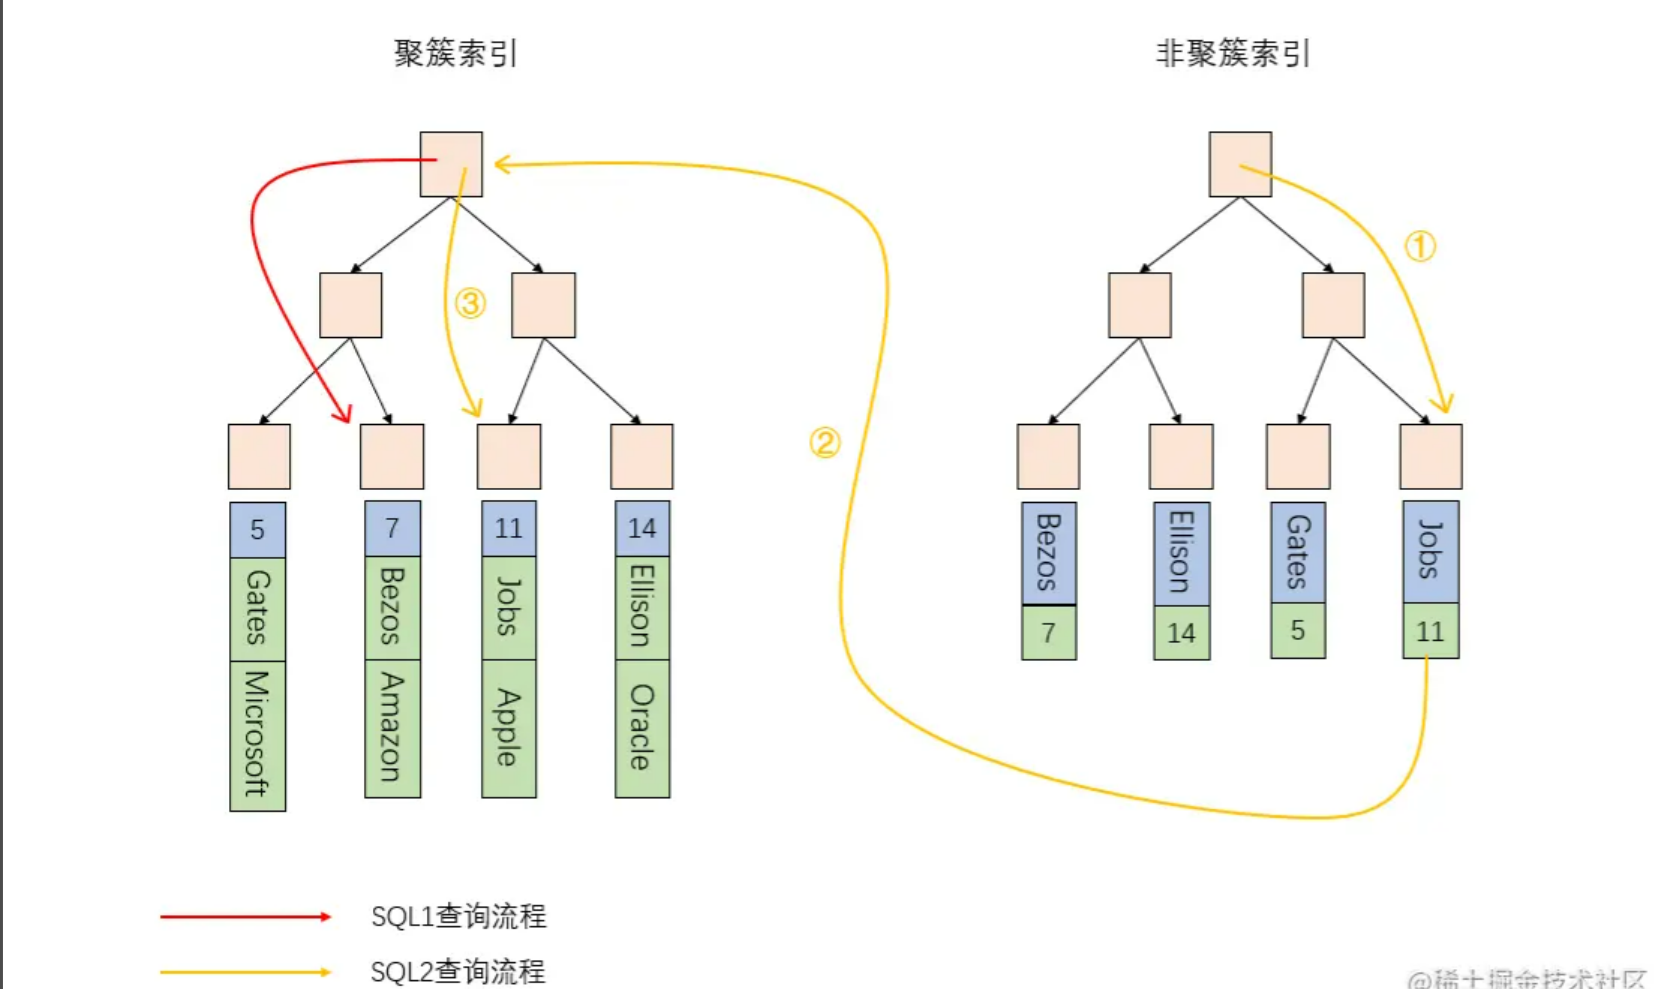 聚簇索引
非聚簇索引
①
③
②
5
7
11
14
Gates
Bezos
Jobs
Ellison
Microsoft
Amazon
Apple
Oracle
Bezos
Ellison
Gates
Jobs
7
14
5
11
SQL1查询流程
SQL2查询流程
@稀土掘金技术社区